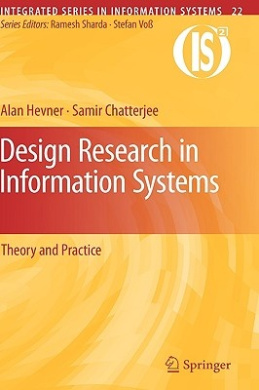 INTEGRATED SERIES IN INFORMATION SYSTEMS 22
Series Editors: Ramesh Sharda · Stefan Voß
IS²
Alan Hevner · Samir Chatterjee
Design Research in
Information Systems
Theory and Practice
Springer